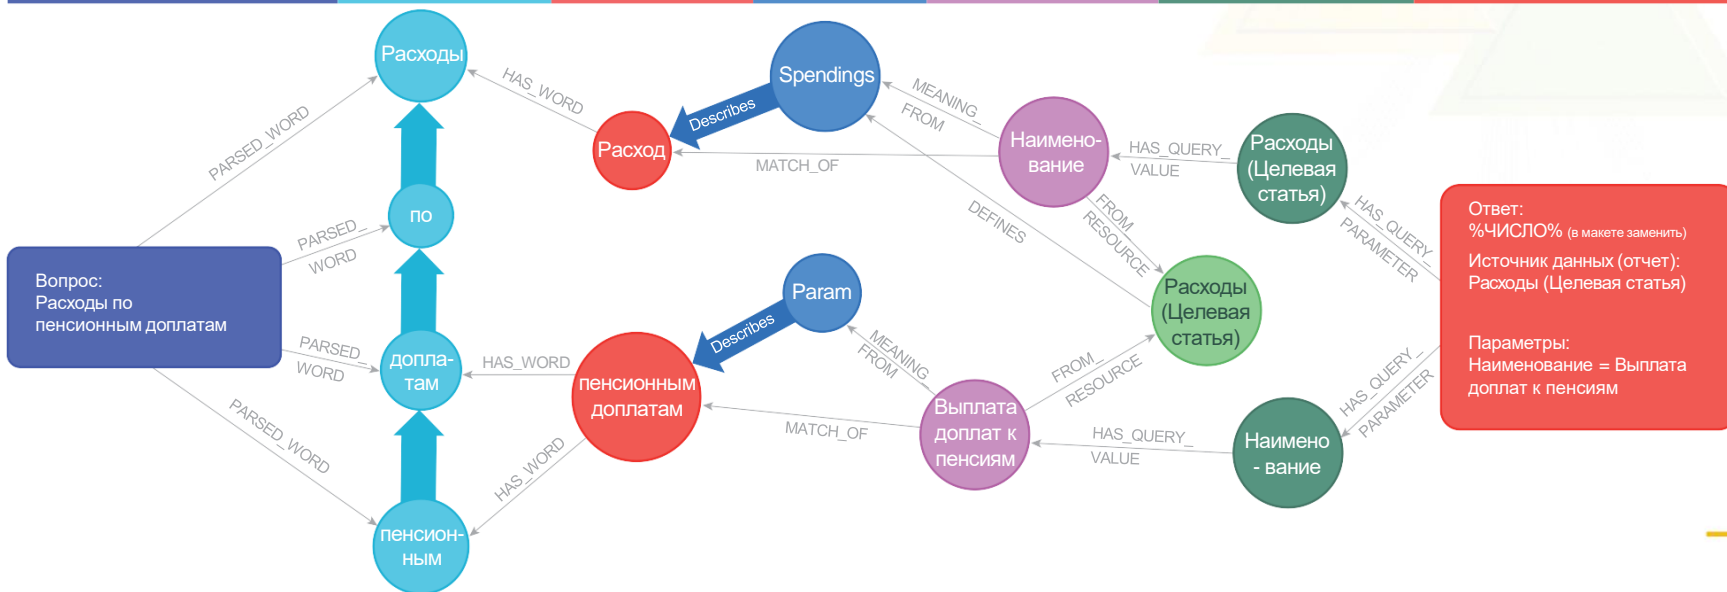 Вопрос:
Расходы по
пенсионным доплатам
PARSED_WORD
PARSED_
WORD
PARSED_
WORD
PARSED_WORD
Расходы
по
допла-
там
пенсион-
ным
HAS_WORD
HAS_WORD
HAS_WORD
Расход
пенсионным
доплатам
Describes
Describes
Spendings
Param
MEANING_
FROM
MATCH_OF
DEFINES
MEANING_
FROM
MATCH_OF
Наимено-
вание
FROM_
RESOURCE
FROM_
RESOURCE
Выплата
доплат к
пенсиям
HAS_QUERY_
VALUE
HAS_QUERY_
VALUE
Расходы
(Целевая
статья)
Расходы
(Целевая
статья)
Наимено
- вание
HAS_QUERY_
PARAMETER
HAS_QUERY_
PARAMETER
Ответ:
%ЧИСЛО% (в макете заменить)
Источник данных (отчет):
Расходы (Целевая статья)
Параметры:
Наименование = Выплата
доплат к пенсиям